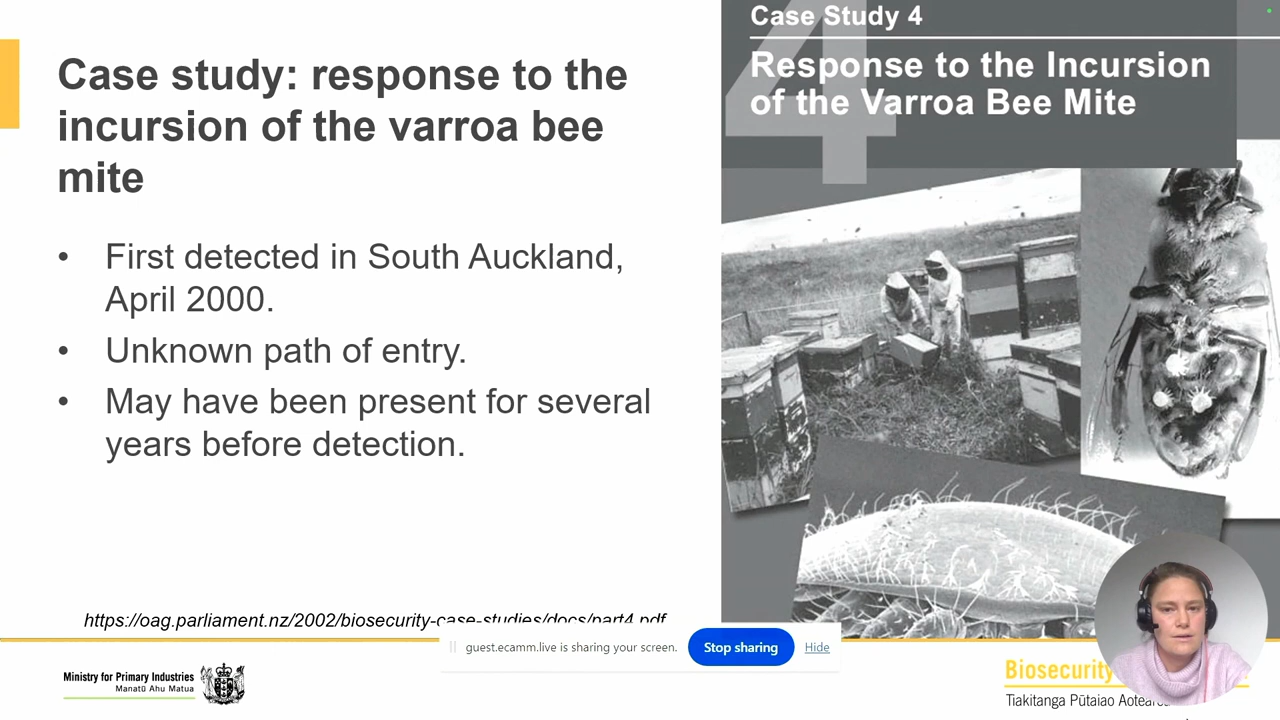 Case study: response to the
incursion of the varroa bee
mite
• First detected in South Auckland,
April 2000.
• Unknown path of entry.
• May have been present for several
years before detection.
https://oag.parliament.nz/2002/biosecurity-case-studies/docs/part4.pdf
Case Study 4
4
Response to the Incursion
of the Varroa Bee Mite
guest.ecamm.live is sharing your screen.
Stop sharing
Hide
Ministry for Primary Industries
Manatū Ahu Matua
Biosecurity
Tiakitanga Pūtaiao